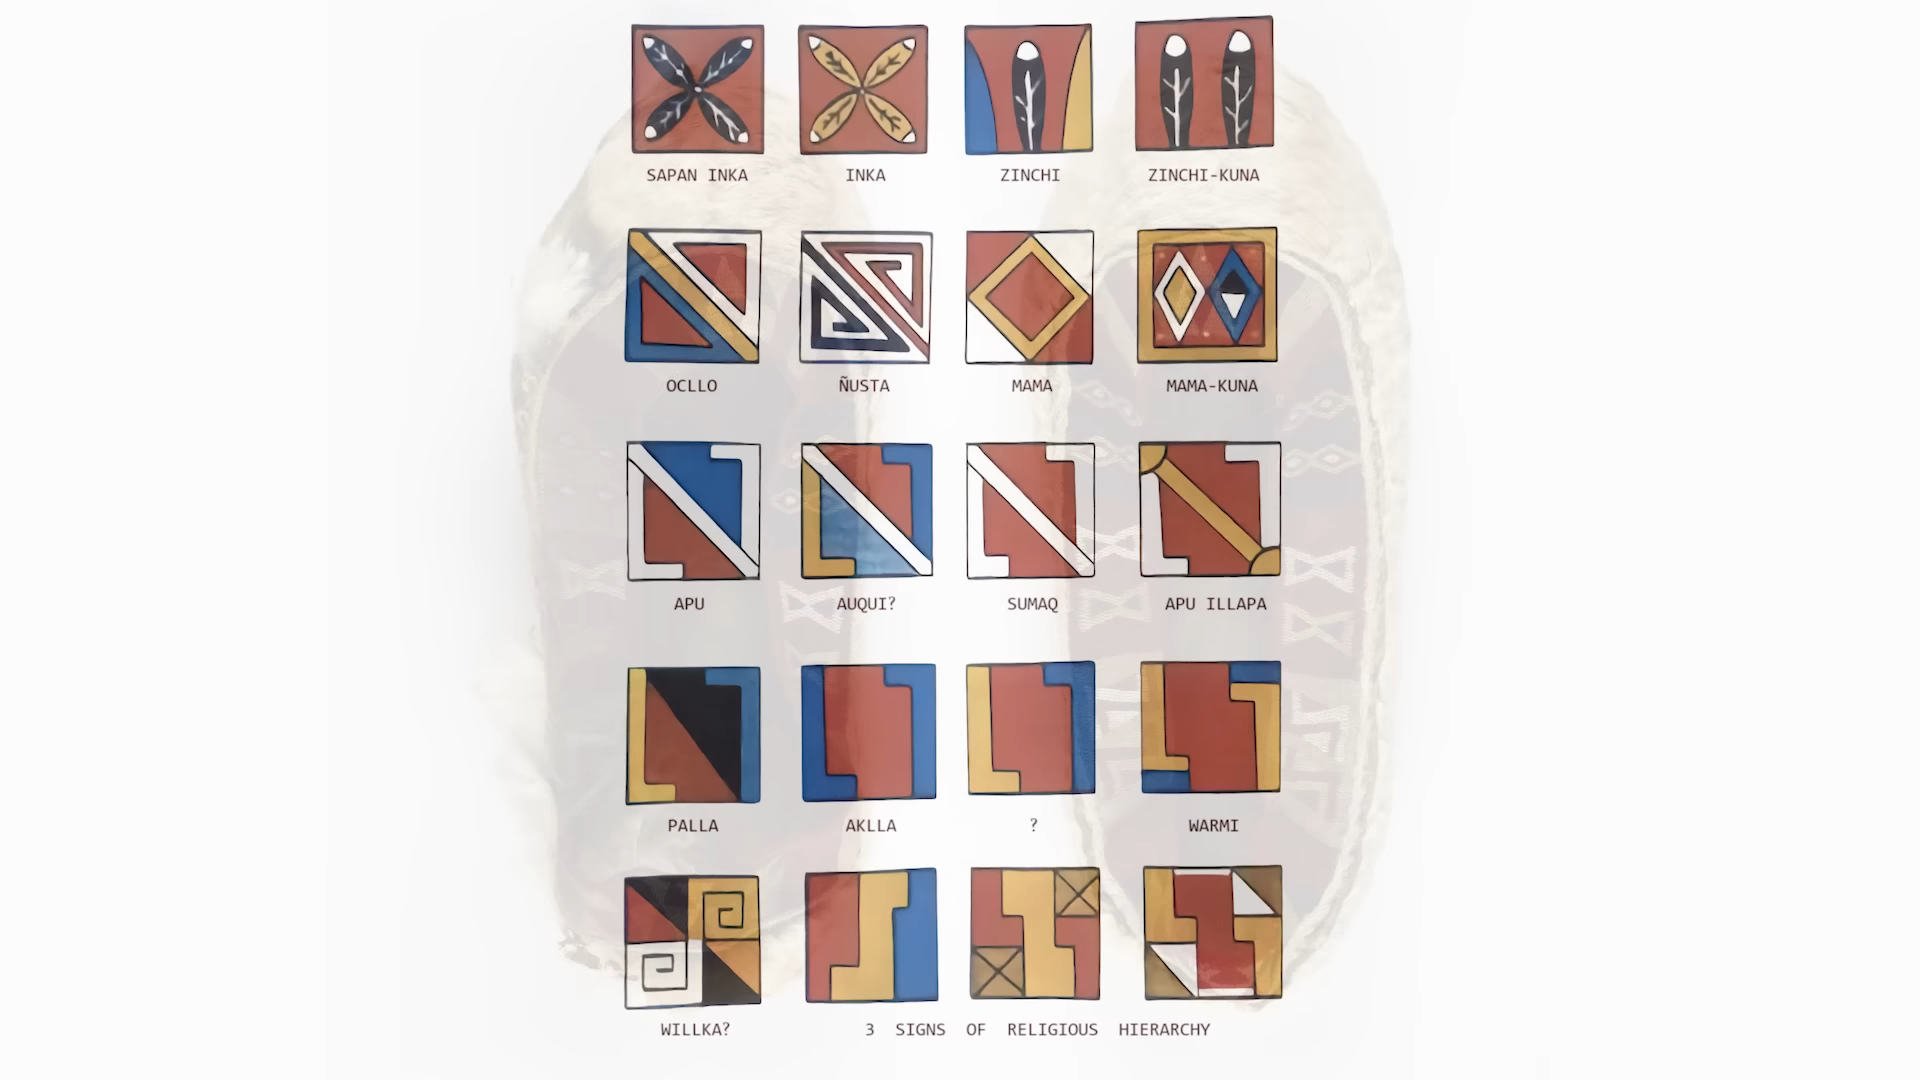 SAPAN INKA INKA ZINCHI ZINCHI-KUNA
OCLLO ÑUSTA MAMA MAMA-KUNA
APU AUQUI? SUMAQ APU ILLAPA
PALLA AKLLA ? WARMI
WILLKA? 3 SIGNS OF RELIGIOUS HIERARCHY